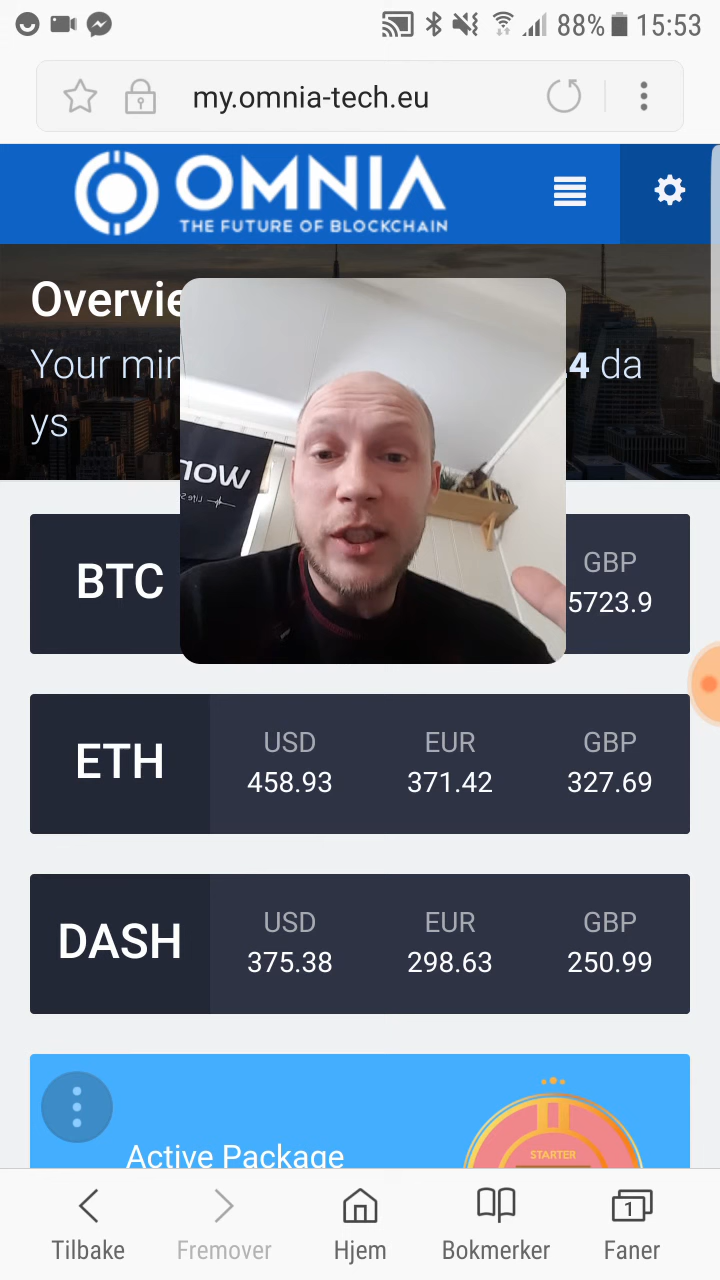 88% 15:53
my.omnia-tech.eu
OMNIA
THE FUTURE OF BLOCKCHAIN
Overvie
Your min .4 da
ys
wor
BTC
GBP
5723.9
ETH
USD EUR GBP
458.93 371.42 327.69
DASH
USD EUR GBP
375.38 298.63 250.99
STARTER
Active Package
1
Tilbake Fremover Hjem Bokmerker Faner